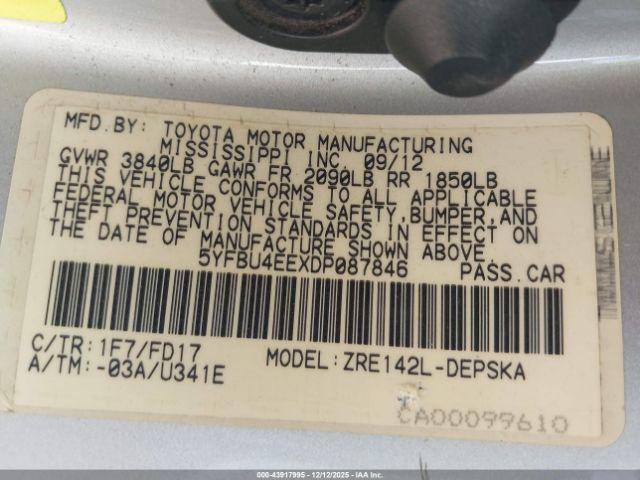 MFD.BY: TOYOTA MOTOR MANUFACTURING
MISSISSIPPI INC. 09/12
GVWR 3840LB GAWR FR 2090LB RR 1850LB
THIS VEHICLE CONFORMS TO ALL APPLICABLE
FEDERAL MOTOR VEHICLE SAFETY,BUMPER,AND
THEFT PREVENTION STANDARDS IN EFFECT ON
THE DATE OF MANUFACTURE SHOWN ABOVE.
5YFBU4EEXDP087846 PASS.CAR
C/TR:1F7/FD17 MODEL:ZRE142L-DEPSKA
A/TM:-03A/U341E
CA00099610
000-43917995 - 12/12/2025 - IAAI.CA